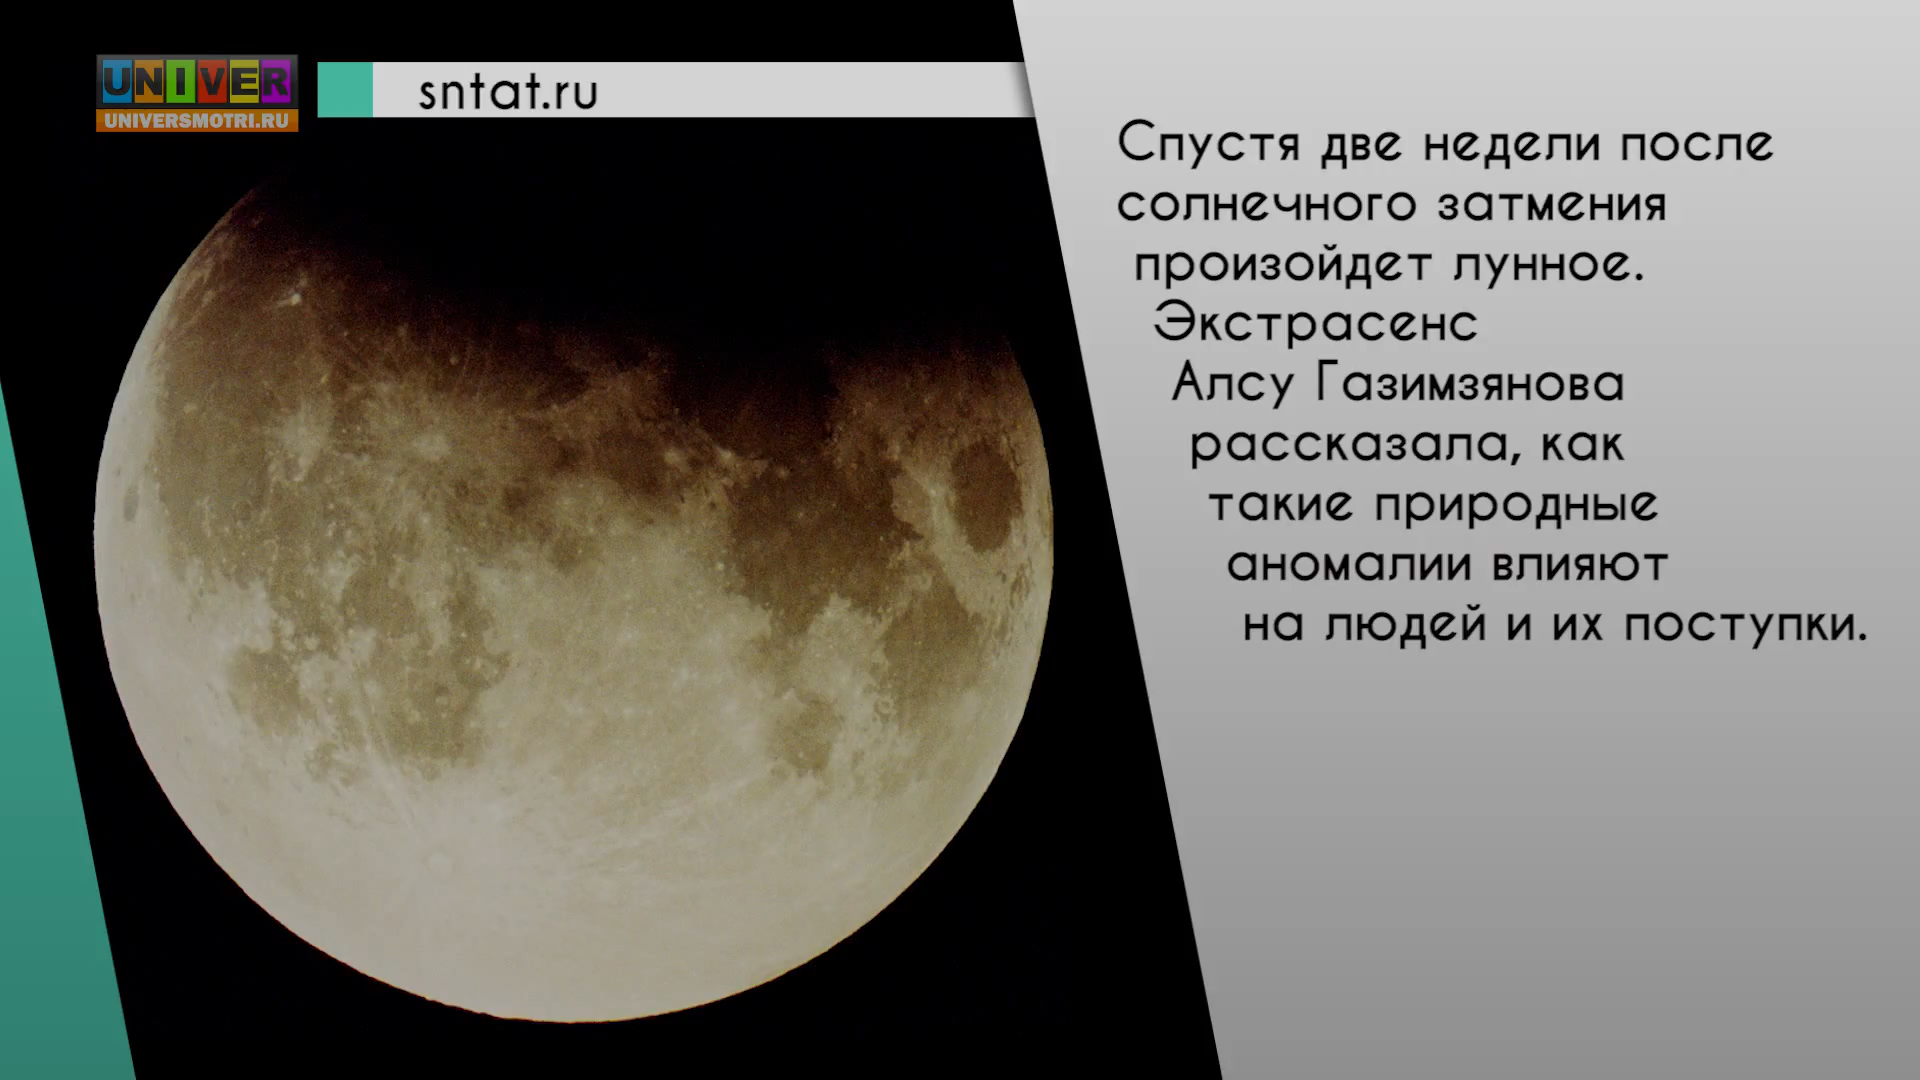 UNIVER
UNIVERSMOTRI.RU
sntat.ru
Спустя две недели после
солнечного затмения
произойдет лунное.
Экстрасенс
Алсу Газимзянова
рассказала, как
такие природные
аномалии влияют
на людей и их поступки.